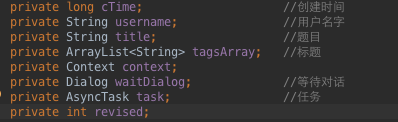 private long cTime; //创建时间
private String username; //用户名字
private String title; //题目
private ArrayList<String> tagsArray; //标题
private Context context;
private Dialog waitDialog; //等待对话
private AsyncTask task; //任务
private int revised;